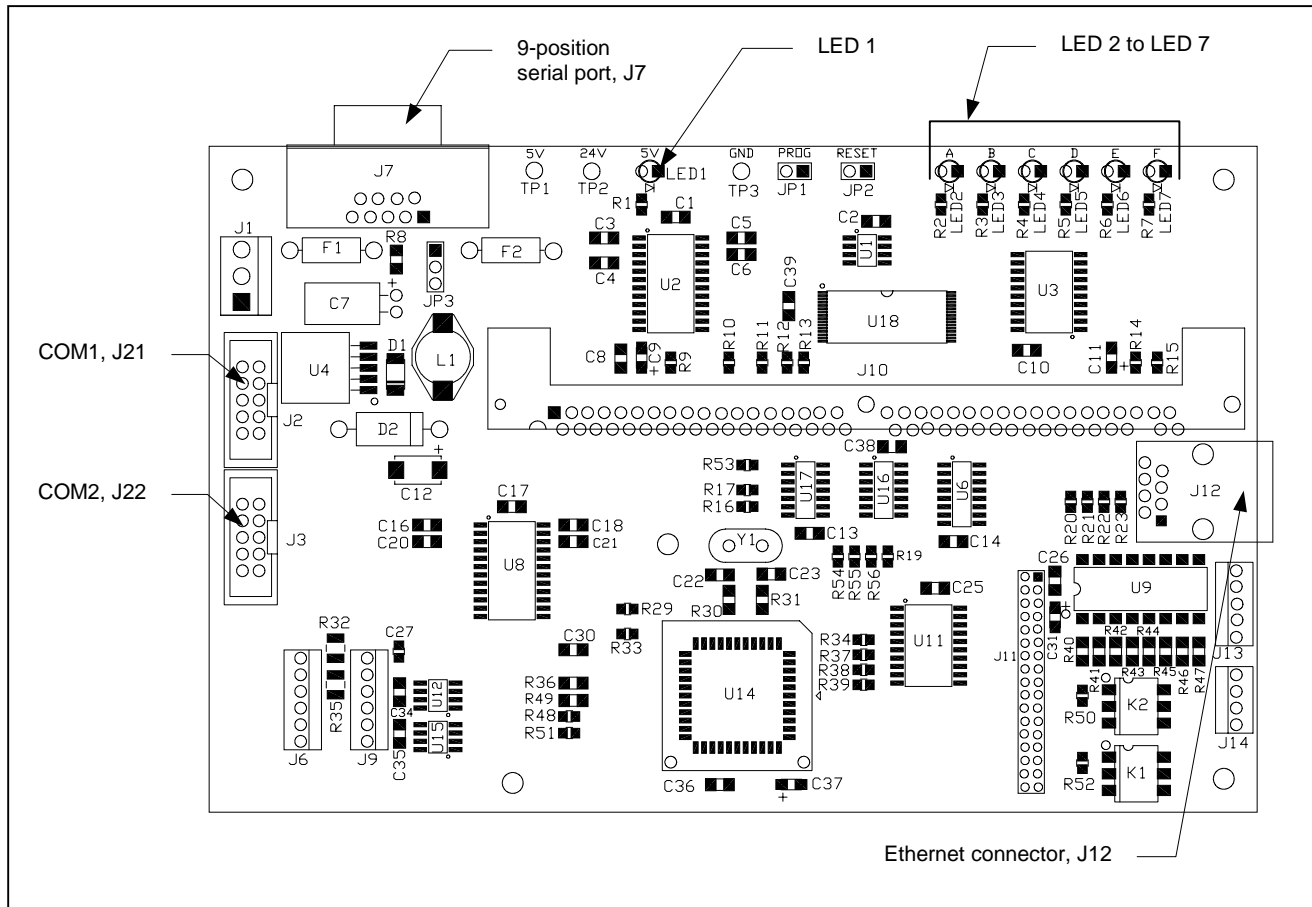 9-position
serial port, J7
LED 1
LED 2 to LED 7
5V
24V
5V
GND
PROG
RESET
A
B
C
D
E
F
J7
TP1
TP2
LED1
TP3
JP1
JP2
R1
C1
R2
LED2
R3
LED3
R4
LED4
R5
LED5
R6
LED6
R7
LED7
J1
F1
R8
F2
C3
C4
C5
C6
C2
U1
U2
C39
U3
C7
+
JP3
U18
COM1, J21
U4
D1
L1
C8
C9
+
R9
R10
R11
R12
R13
J10
C10
C11
+
R14
R15
J2
D2
+
C12
COM2, J22
J3
C17
C16
C20
C18
C21
U8
R53
R17
R16
U17
C38
U16
U6
C13
C14
Y1
J12
R20
R21
R22
R23
C22
C23
R54
R55
R56
R19
C25
C26
U9
R30
R31
R29
R33
U11
+
C31
J11
J13
R32
R35
C27
C30
R34
R37
R38
R39
R40
R41
R42
R43
R44
R45
R46
R47
R36
R49
R48
R51
U14
C34
U12
U15
C35
J6
J9
R50
K2
J14
R52
K1
C36
C37
+
Ethernet connector, J12